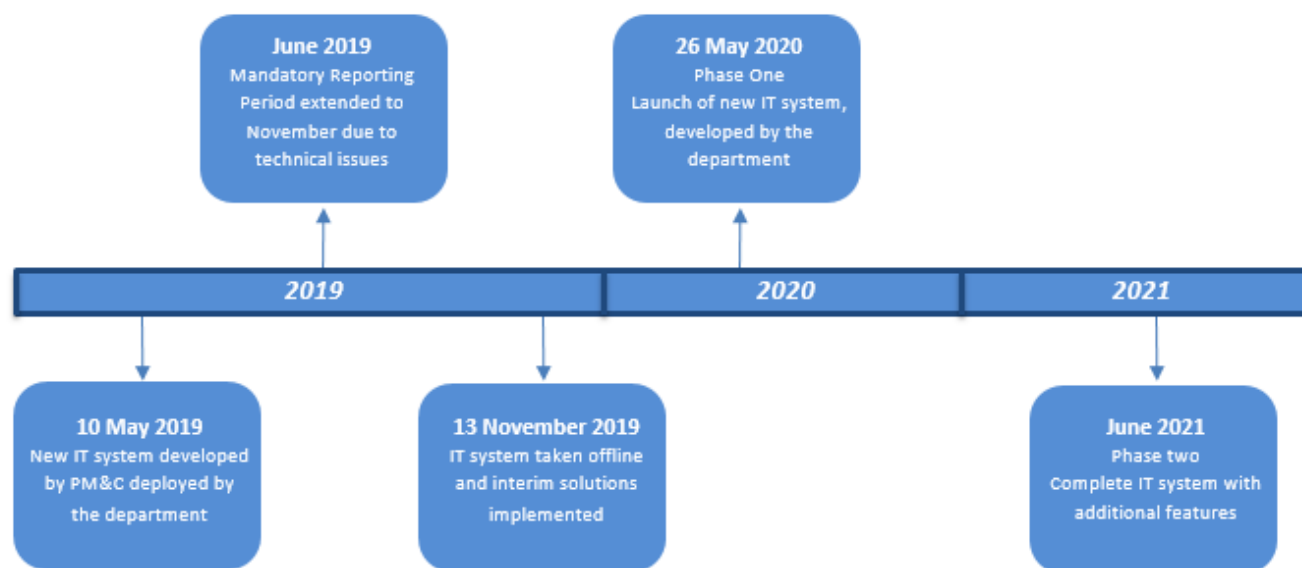 June 2019
Mandatory Reporting
Period extended to
November due to
technical issues
26 May 2020
Phase One
Launch of new IT system,
developed by the
department
2019
2020
2021
10 May 2019
New IT system developed
by PM&C deployed by
the department
13 November 2019
IT system taken offline
and interim solutions
implemented
June 2021
Phase two
Complete IT system with
additional features